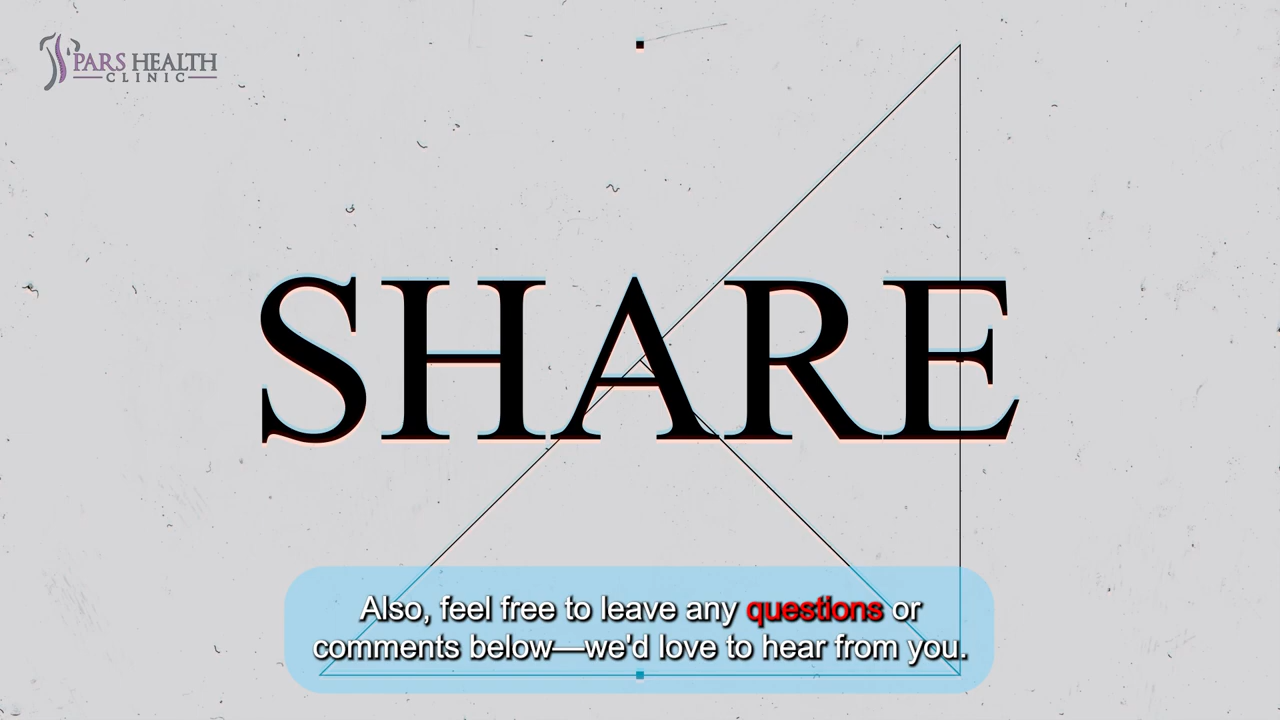 PARS HEALTH
CLINIC
SHARE
Also, feel free to leave any questions or
comments below—we'd love to hear from you.